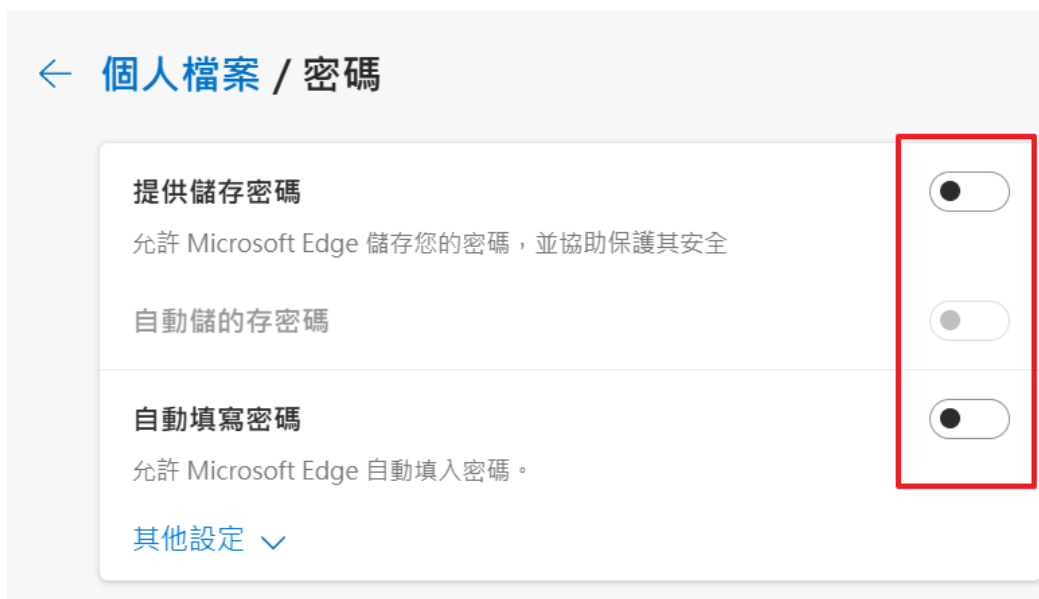 個人檔案 / 密碼
提供儲存密碼
允許 Microsoft Edge 儲存您的密碼，並協助保護其安全
自動儲的存密碼
自動填寫密碼
允許 Microsoft Edge 自動填入密碼。
其他設定